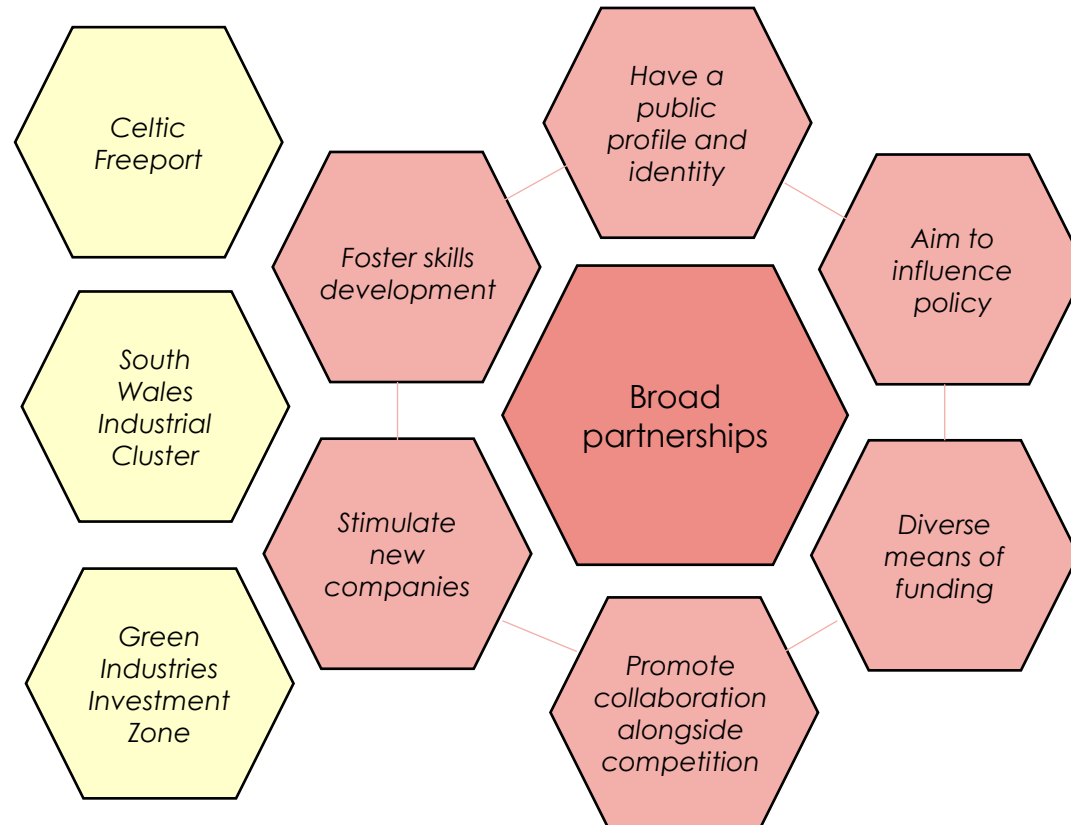 Celtic
Freeport
South
Wales
Industrial
Cluster
Green
Industries
Investment
Zone
Have a
public
profile and
identity
Foster skills
development
Aim to
influence
policy
Broad
partnerships
Stimulate
new
companies
Diverse
means of
funding
Promote
collaboration
alongside
competition